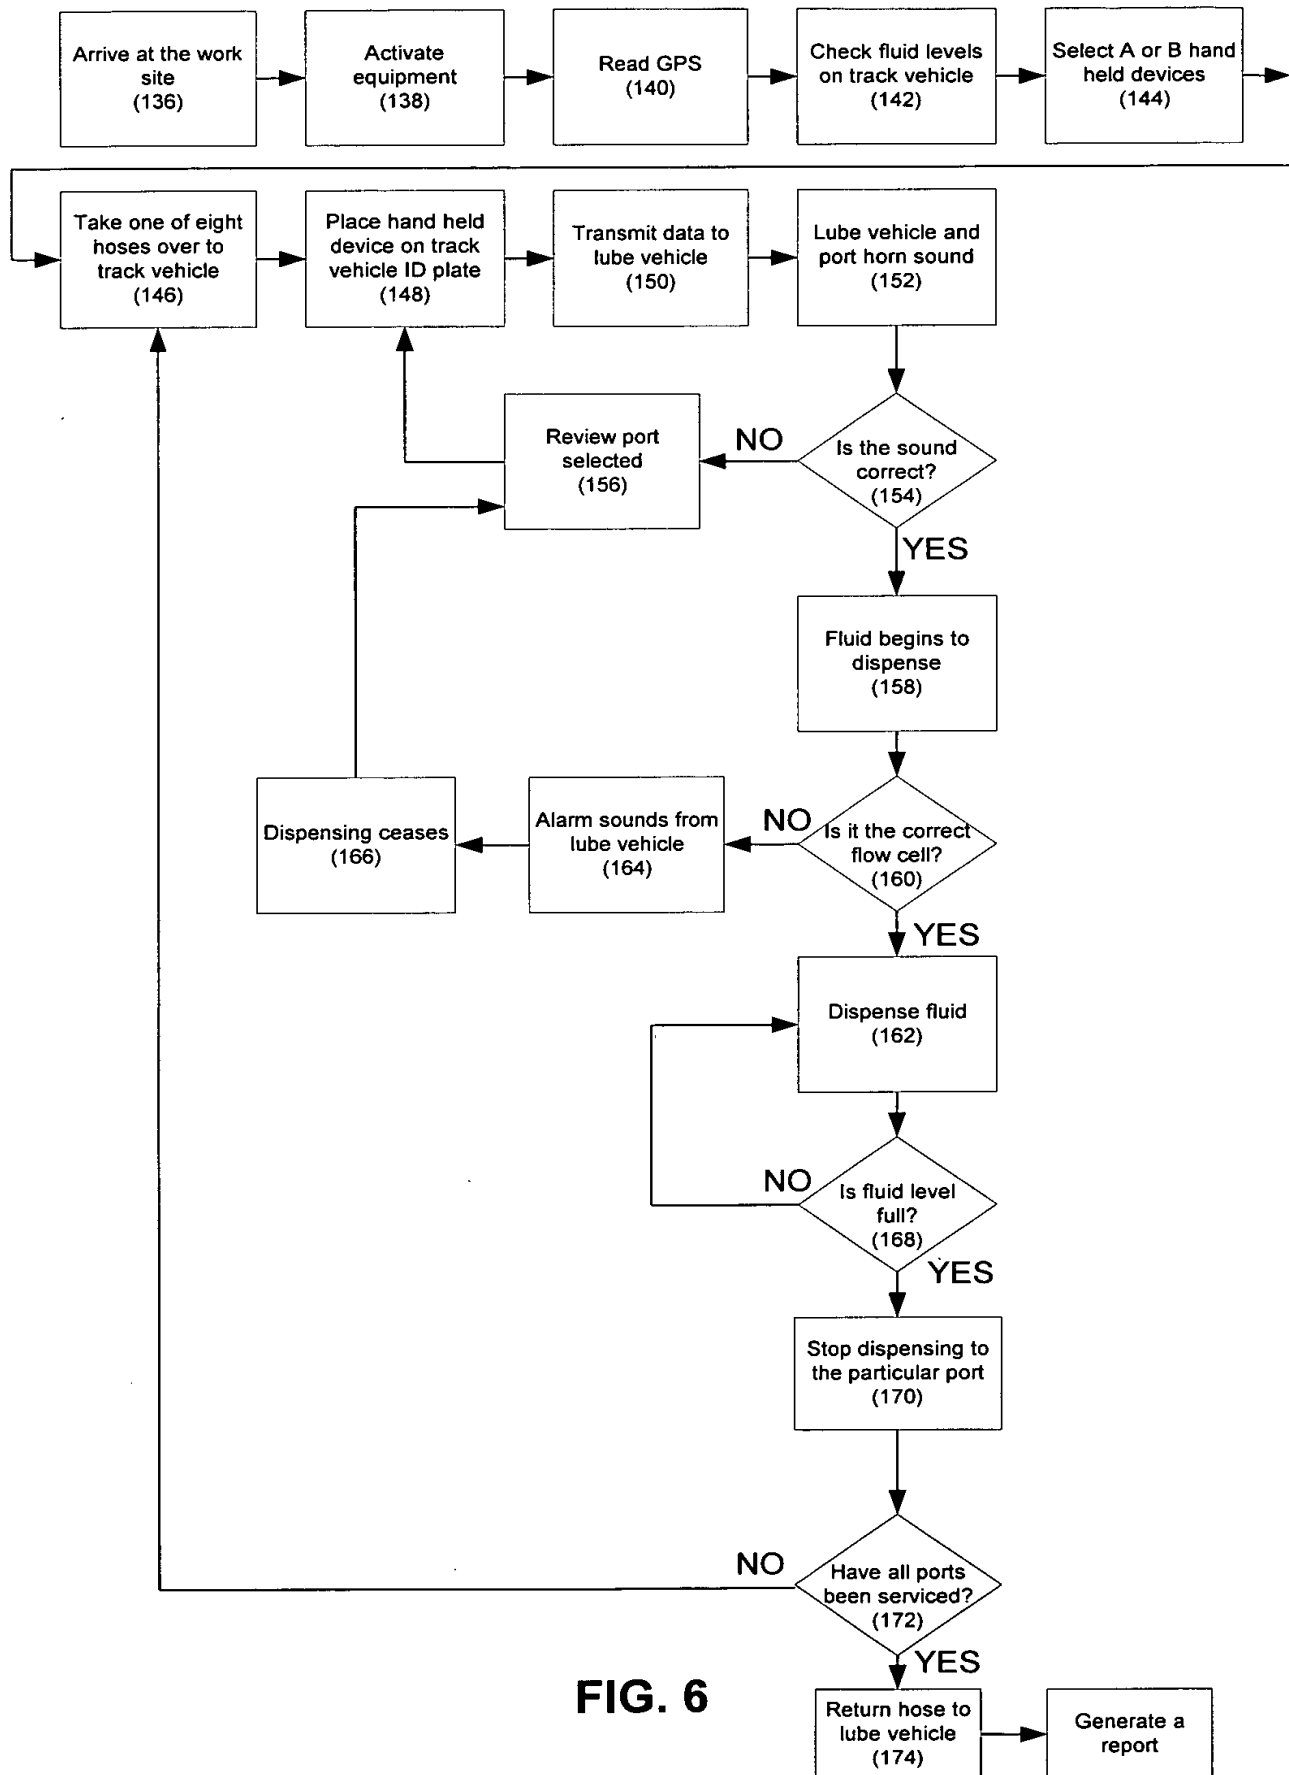 Arrive at the work
site
(136)
Activate
equipment
(138)
Read GPS
(140)
Check fluid levels
on track vehicle
(142)
Select A or B hand
held devices
(144)
Take one of eight
hoses over to
track vehicle
(146)
Place hand held
device on track
vehicle ID plate
(148)
Transmit data to
lube vehicle
(150)
Lube vehicle and
port horn sound
(152)
Is the sound
correct?
(154)
NO
Review port
selected
(156)
YES
Fluid begins to
dispense
(158)
Is it the correct
flow cell?
(160)
NO
Alarm sounds from
lube vehicle
(164)
Dispensing ceases
(166)
YES
Dispense fluid
(162)
Is fluid level
full?
(168)
NO
YES
Stop dispensing to
the particular port
(170)
Have all ports
been serviced?
(172)
NO
YES
Return hose to
lube vehicle
(174)
Generate a
report
FIG. 6